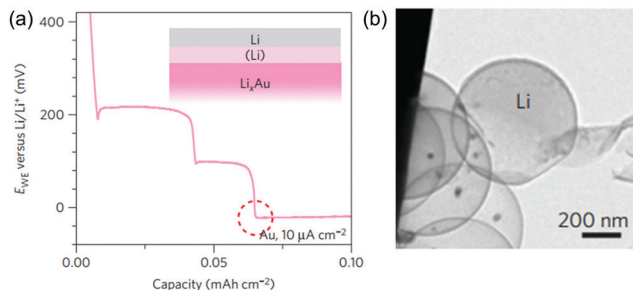 (a)
400
200
0
E_WE versus Li/Li⁺ (mV)
Li
(Li)
LiₓAu
Au, 10 μA cm⁻²
0.00
0.05
0.10
Capacity (mAh cm⁻²)
(b)
Li
200 nm